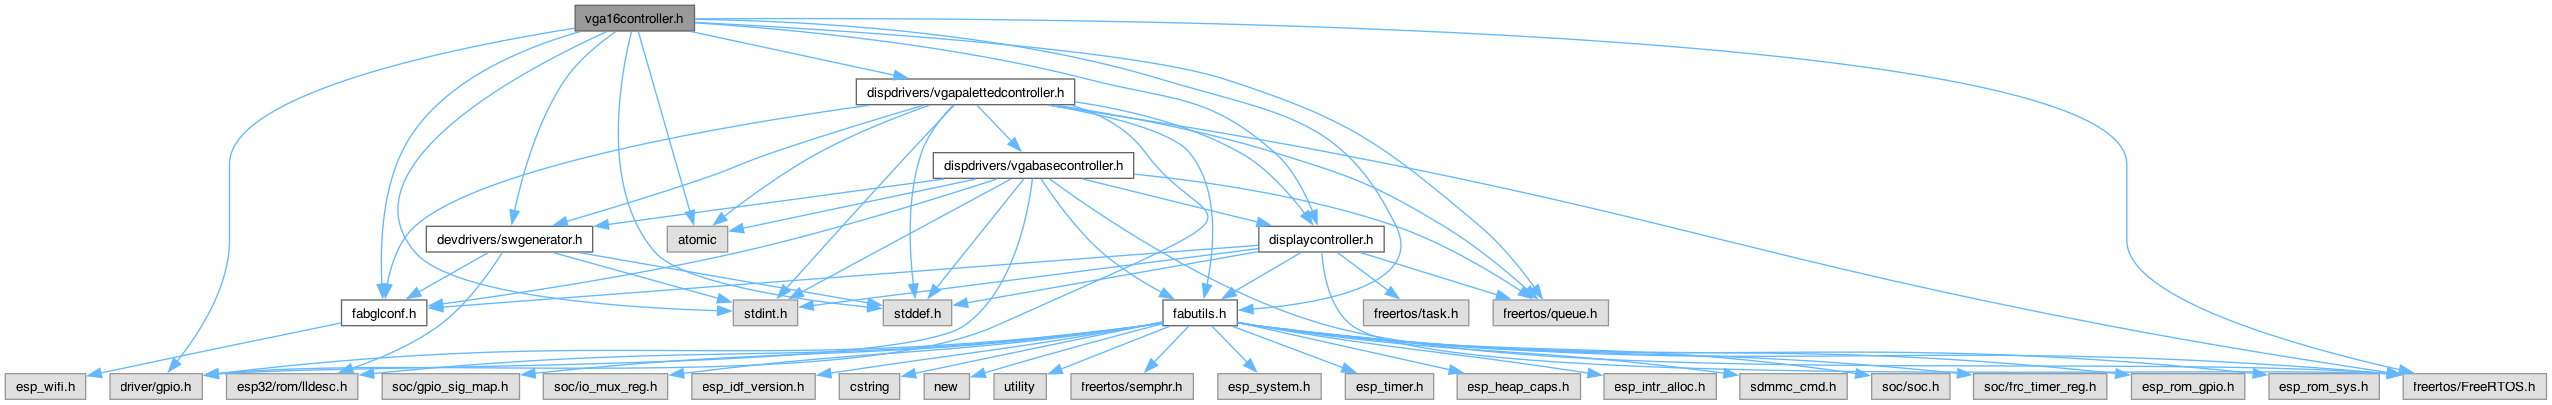 vga16controller.h
dispdrivers/vgapalettedcontroller.h
dispdrivers/vgabasecontroller.h
devdrivers/swgenerator.h
atomic
displaycontroller.h
fabglconf.h
stdint.h
stddef.h
fabutils.h
freertos/task.h
freertos/queue.h
esp_wifi.h
driver/gpio.h
esp32/rom/lldesc.h
soc/gpio_sig_map.h
soc/io_mux_reg.h
esp_idf_version.h
cstring
new
utility
freertos/semphr.h
esp_system.h
esp_timer.h
esp_heap_caps.h
esp_intr_alloc.h
sdmmc_cmd.h
soc/soc.h
soc/frc_timer_reg.h
esp_rom_gpio.h
esp_rom_sys.h
freertos/FreeRTOS.h